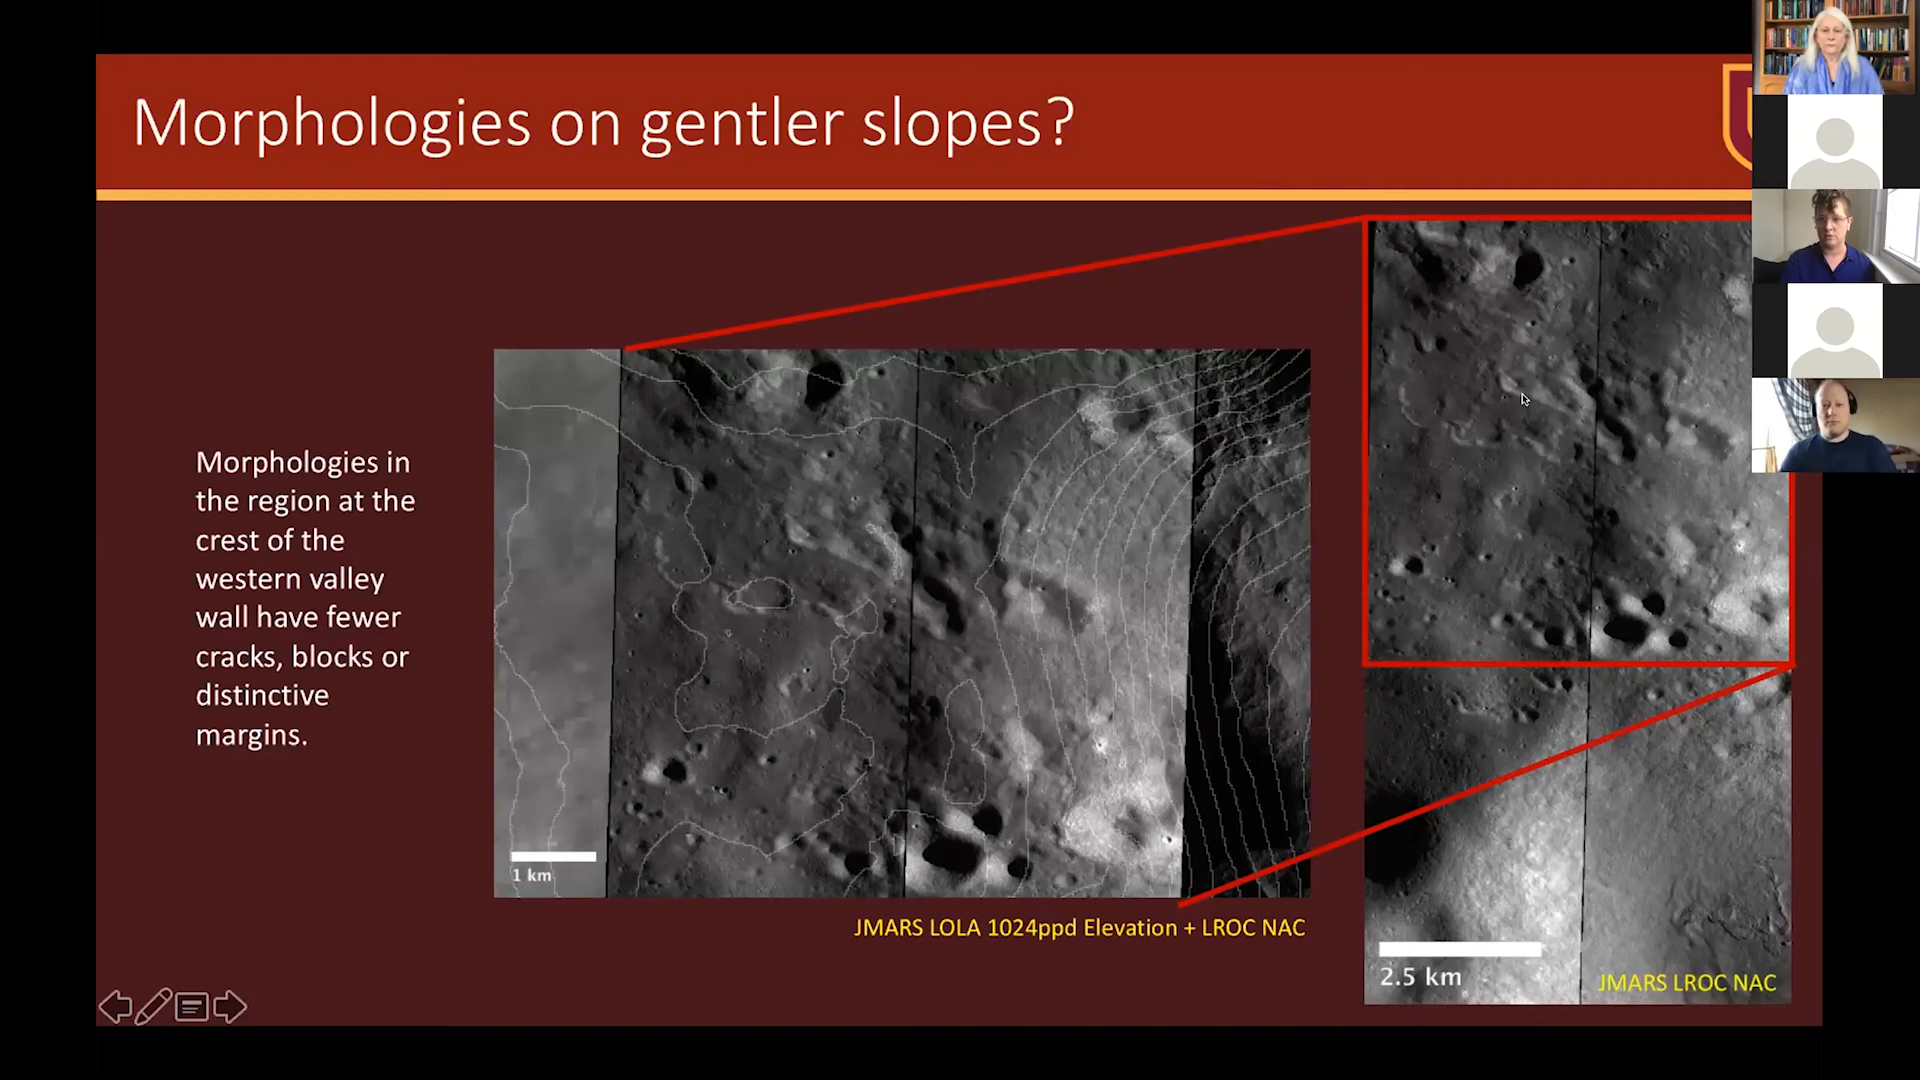 Morphologies on gentler slopes?
Morphologies in
the region at the
crest of the
western valley
wall have fewer
cracks, blocks or
distinctive
margins.
1 km
JMARS LOLA 1024ppd Elevation + LROC NAC
2.5 km
JMARS LROC NAC